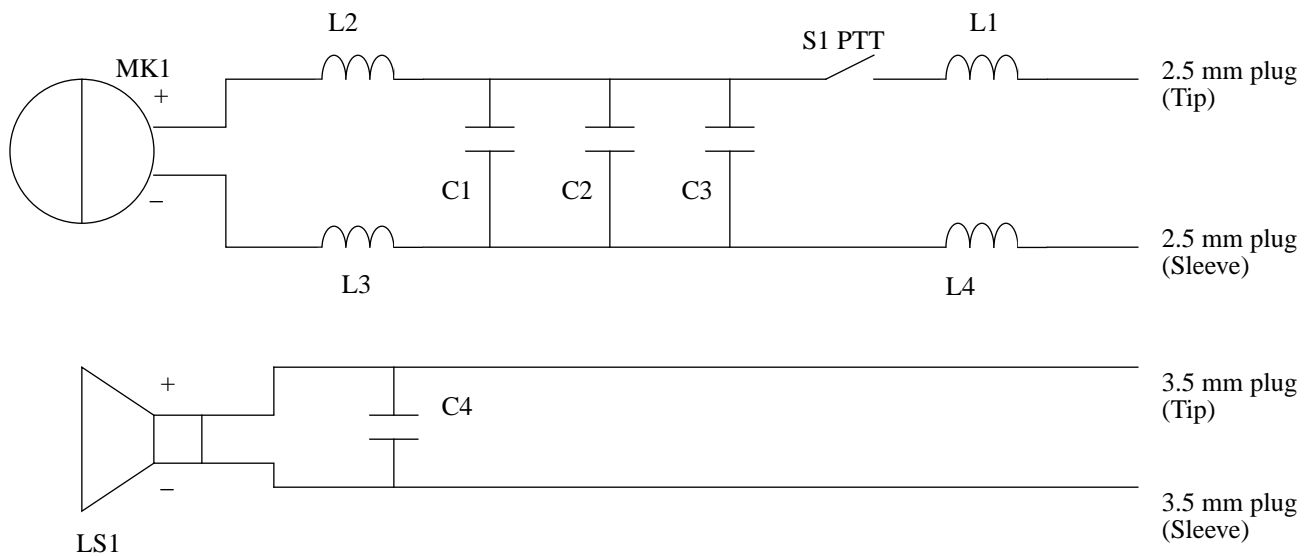 L2
L1
S1 PTT
MK1
+
2.5 mm plug
(Tip)
C1
C2
C3
−
2.5 mm plug
(Sleeve)
L3
L4
+
3.5 mm plug
(Tip)
C4
−
3.5 mm plug
(Sleeve)
LS1